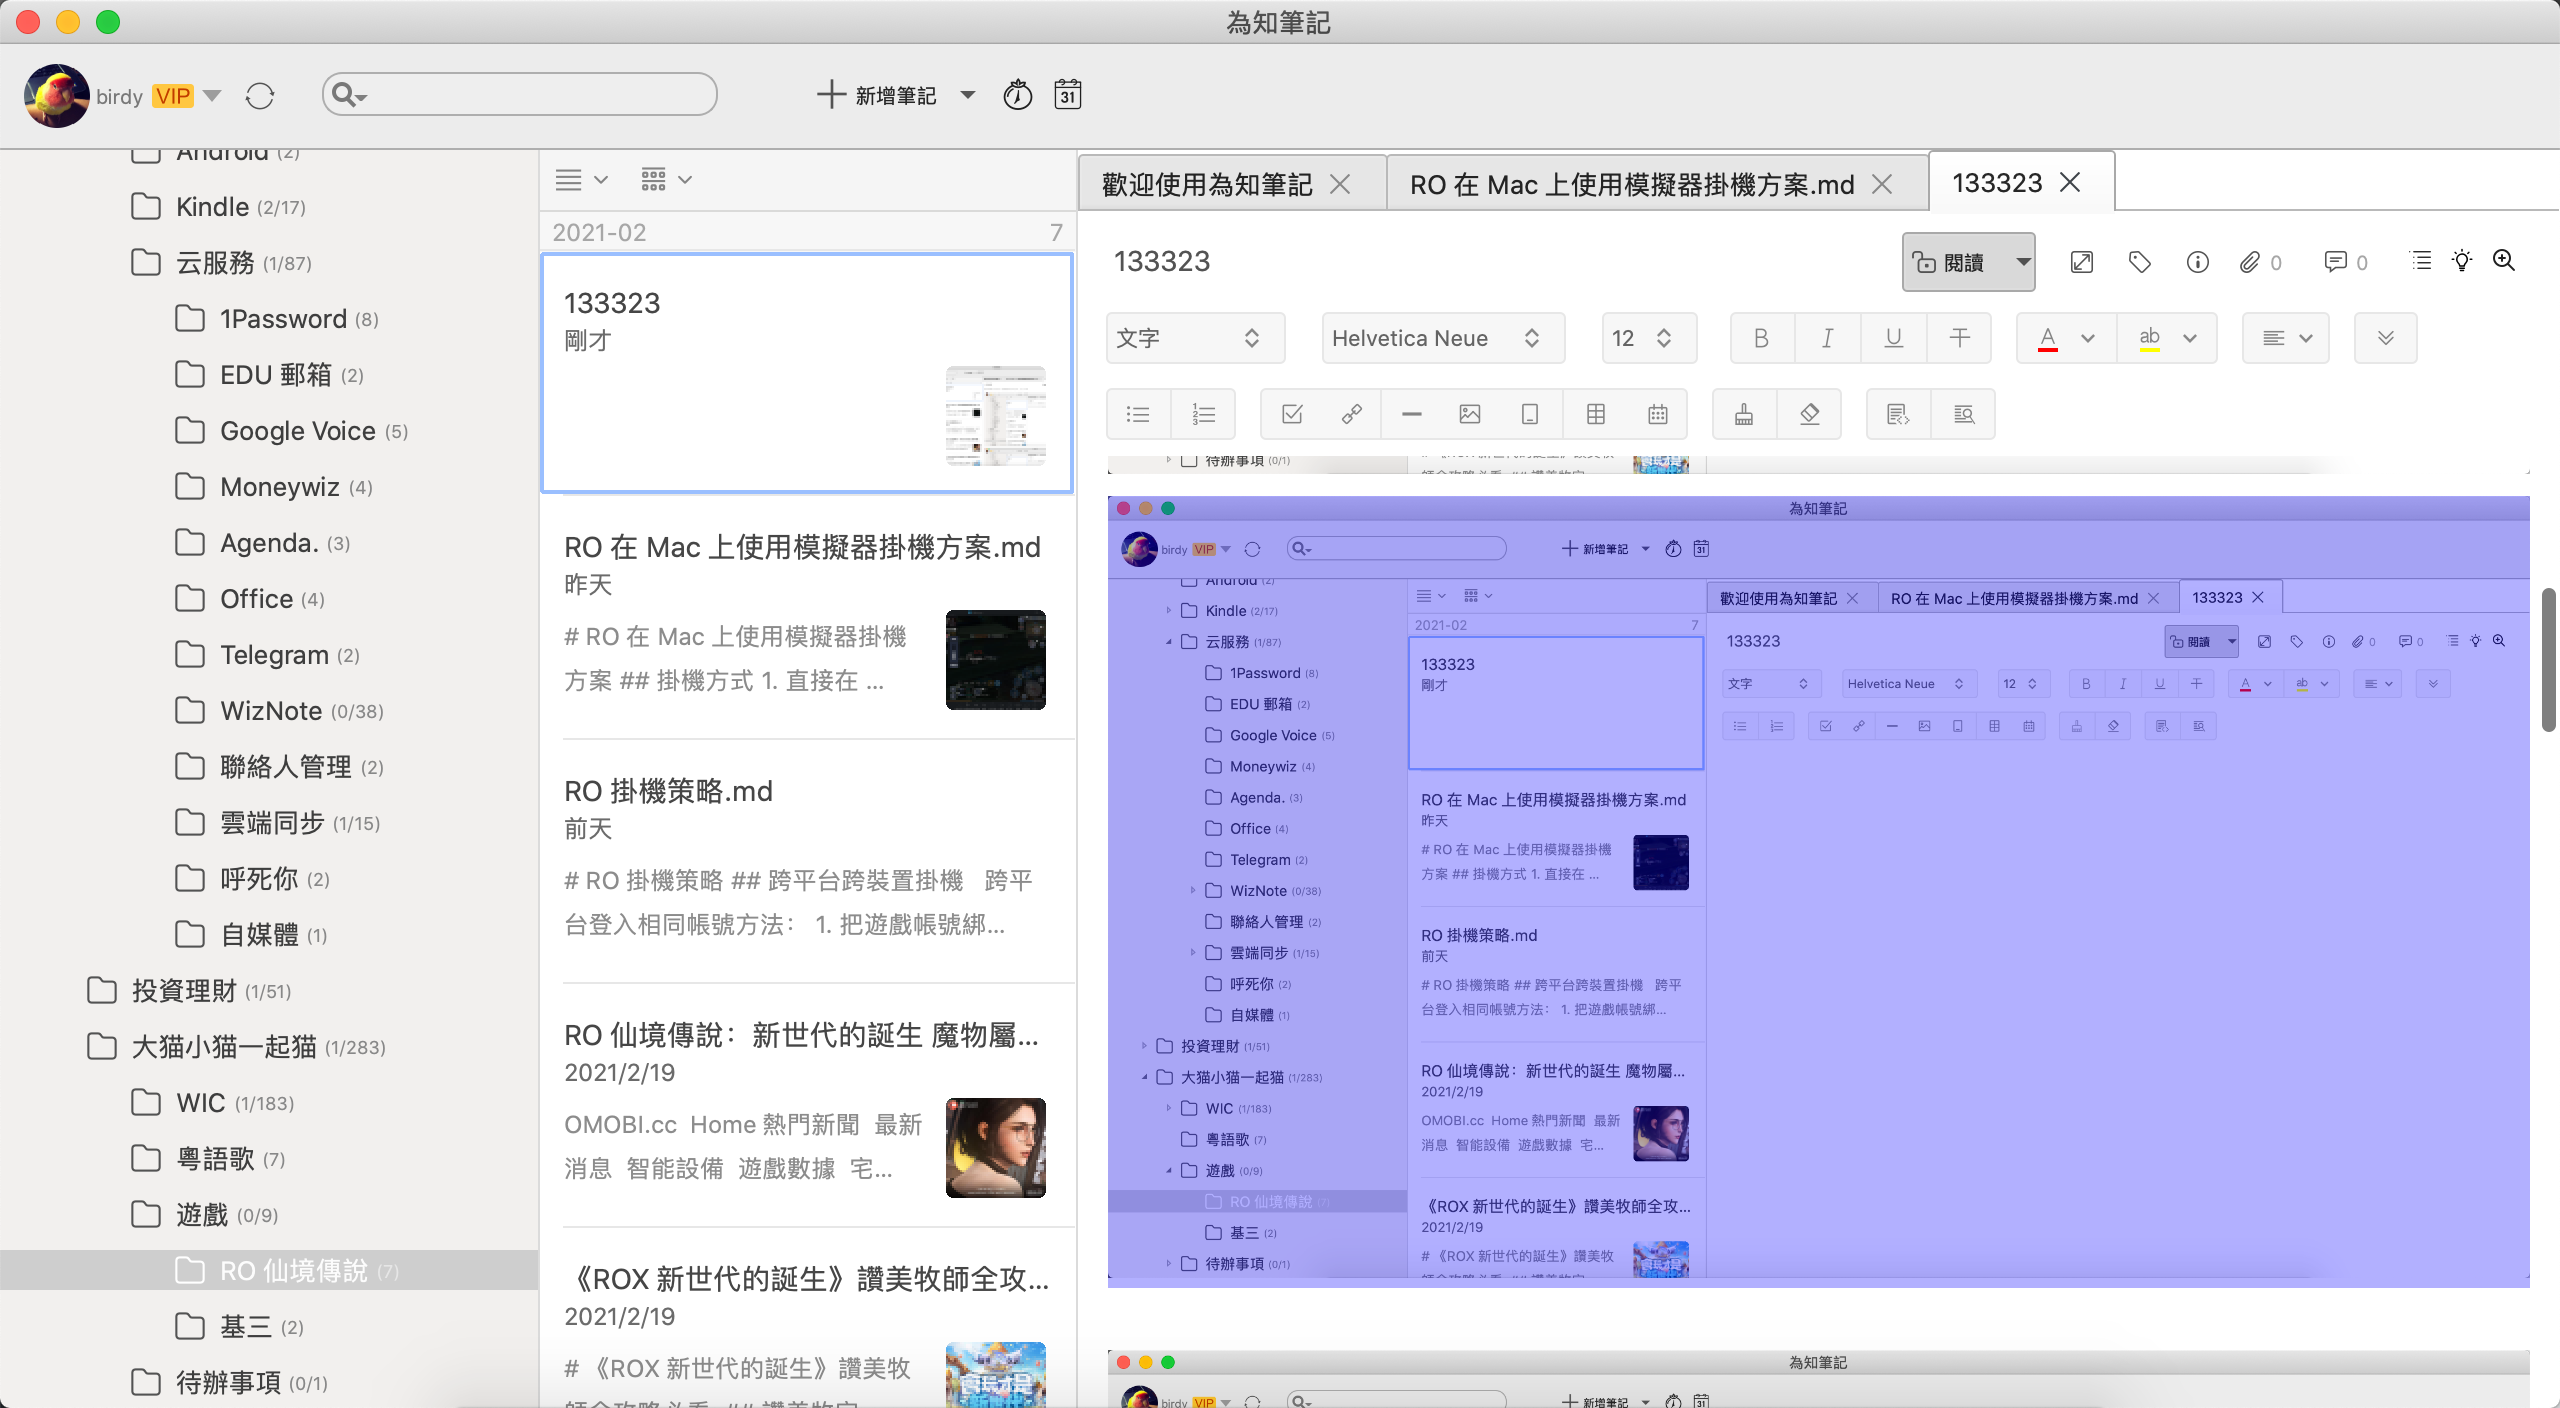 為知筆記
birdy VIP
新增筆記
31
Android (2)
Kindle (2/17)
云服務 (1/87)
1Password (8)
EDU 郵箱 (2)
Google Voice (5)
Moneywiz (4)
Agenda. (3)
Office (4)
Telegram (2)
WizNote (0/38)
聯絡人管理 (2)
雲端同步 (1/15)
呼死你 (2)
自媒體 (1)
投資理財 (1/51)
大猫小猫一起猫 (1/283)
WIC (1/183)
粵語歌 (7)
遊戲 (0/9)
RO 仙境傳說 (7)
基三 (2)
待辦事項 (0/1)
2021-02 7
133323
剛才
RO 在 Mac 上使用模擬器掛機方案.md
昨天
# RO 在 Mac 上使用模擬器掛機
方案 ## 掛機方式 1. 直接在 ...
RO 掛機策略.md
前天
# RO 掛機策略 ## 跨平台跨裝置掛機 跨平
台登入相同帳號方法： 1. 把遊戲帳號綁...
RO 仙境傳說：新世代的誕生 魔物屬...
2021/2/19
OMOBI.cc Home 熱門新聞 最新
消息 智能設備 遊戲數據 宅...
《ROX 新世代的誕生》讚美牧師全攻...
2021/2/19
# 《ROX 新世代的誕生》讚美牧
歡迎使用為知筆記
RO 在 Mac 上使用模擬器掛機方案.md
133323
133323
閱讀 0 0
文字 Helvetica Neue 12 B I U T A ab
待辦事項 (0/1)
為知筆記
birdy VIP
新增筆記
31
Android (2)
Kindle (2/17)
云服務 (1/87)
1Password (8)
EDU 郵箱 (2)
Google Voice (5)
Moneywiz (4)
Agenda. (3)
Office (4)
Telegram (2)
WizNote (0/38)
聯絡人管理 (2)
雲端同步 (1/15)
呼死你 (2)
自媒體 (1)
投資理財 (1/51)
大猫小猫一起猫 (1/283)
WIC (1/183)
粵語歌 (7)
遊戲 (0/9)
RO 仙境傳說 (7)
基三 (2)
待辦事項 (0/1)
2021-02 7
133323
剛才
RO 在 Mac 上使用模擬器掛機方案.md
昨天
# RO 在 Mac 上使用模擬器掛機
方案 ## 掛機方式 1. 直接在 ...
RO 掛機策略.md
前天
# RO 掛機策略 ## 跨平台跨裝置掛機 跨平
台登入相同帳號方法： 1. 把遊戲帳號綁...
RO 仙境傳說：新世代的誕生 魔物屬...
2021/2/19
OMOBI.cc Home 熱門新聞 最新
消息 智能設備 遊戲數據 宅...
《ROX 新世代的誕生》讚美牧師全攻...
2021/2/19
# 《ROX 新世代的誕生》讚美牧
歡迎使用為知筆記
RO 在 Mac 上使用模擬器掛機方案.md
133323
133323
閱讀 0 0
文字 Helvetica Neue 12 B I U T A ab
為知筆記
birdy VIP
新增筆記
31